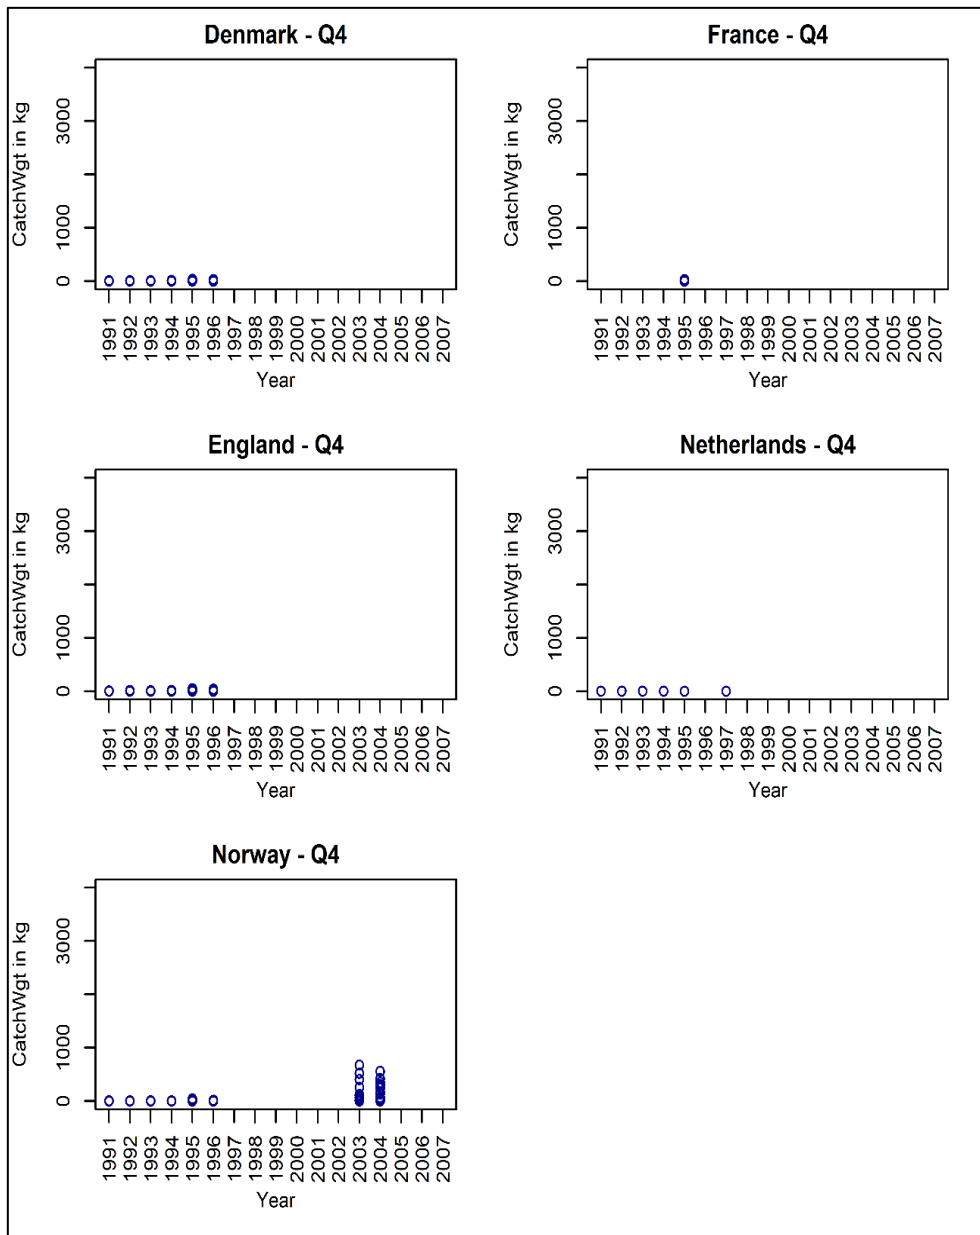 Denmark - Q4
CatchWgt in kg
3000
1000
0
1991 1992 1993 1994 1995 1996 1997 1998 1999 2000 2001 2002 2003 2004 2005 2006 2007
Year
France - Q4
CatchWgt in kg
3000
1000
0
1991 1992 1993 1994 1995 1996 1997 1998 1999 2000 2001 2002 2003 2004 2005 2006 2007
Year
England - Q4
CatchWgt in kg
3000
1000
0
1991 1992 1993 1994 1995 1996 1997 1998 1999 2000 2001 2002 2003 2004 2005 2006 2007
Year
Netherlands - Q4
CatchWgt in kg
3000
1000
0
1991 1992 1993 1994 1995 1996 1997 1998 1999 2000 2001 2002 2003 2004 2005 2006 2007
Year
Norway - Q4
CatchWgt in kg
3000
1000
0
1991 1992 1993 1994 1995 1996 1997 1998 1999 2000 2001 2002 2003 2004 2005 2006 2007
Year